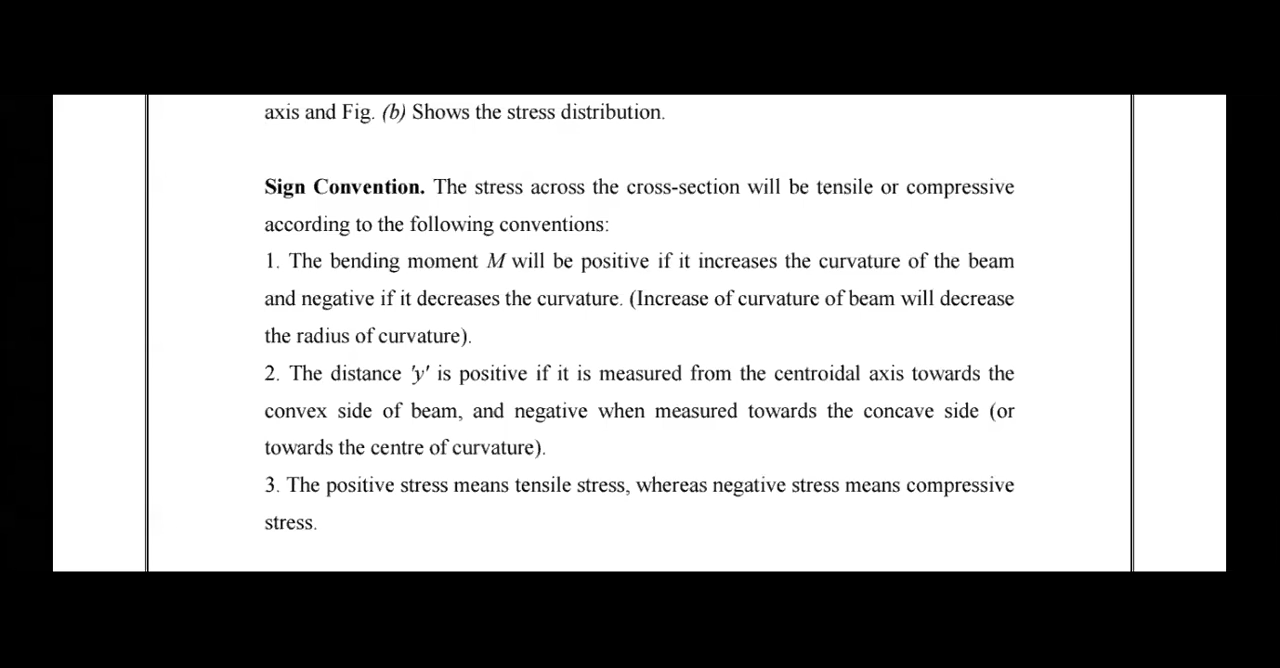 axis and Fig. (b) Shows the stress distribution.
Sign Convention. The stress across the cross-section will be tensile or compressive
according to the following conventions:
1. The bending moment M will be positive if it increases the curvature of the beam
and negative if it decreases the curvature. (Increase of curvature of beam will decrease
the radius of curvature).
2. The distance 'y' is positive if it is measured from the centroidal axis towards the
convex side of beam, and negative when measured towards the concave side (or
towards the centre of curvature).
3. The positive stress means tensile stress, whereas negative stress means compressive
stress.